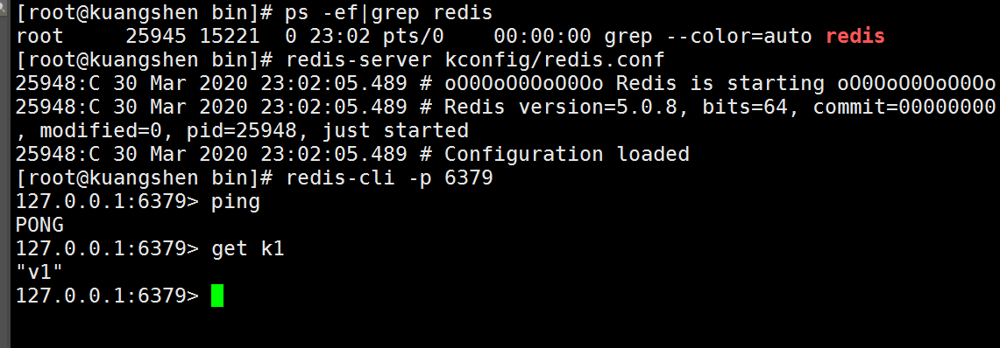 [root@kuangshen bin]# ps -ef|grep redis
root     25945 15221  0 23:02 pts/0    00:00:00 grep --color=auto redis
[root@kuangshen bin]# redis-server kconfig/redis.conf
25948:C 30 Mar 2020 23:02:05.489 # oO0OoO0OoO0Oo Redis is starting oO0OoO0OoO0Oo
25948:C 30 Mar 2020 23:02:05.489 # Redis version=5.0.8, bits=64, commit=00000000
, modified=0, pid=25948, just started
25948:C 30 Mar 2020 23:02:05.489 # Configuration loaded
[root@kuangshen bin]# redis-cli -p 6379
127.0.0.1:6379> ping
PONG
127.0.0.1:6379> get k1
"v1"
127.0.0.1:6379>